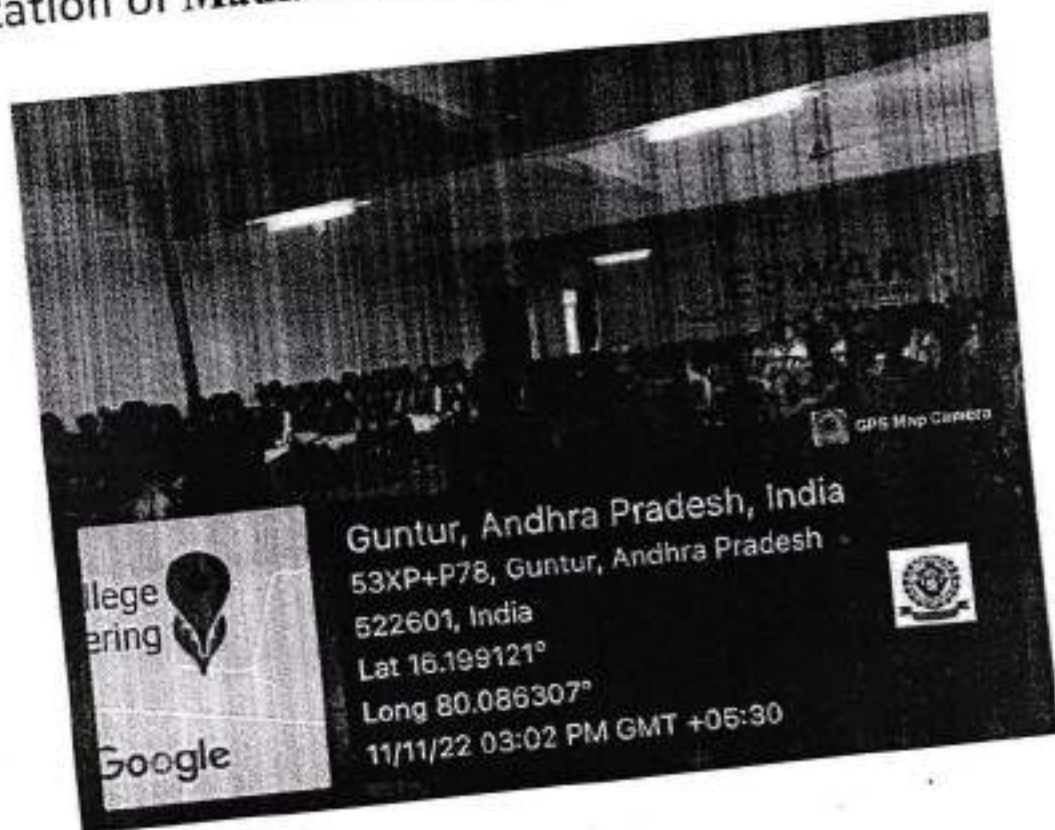 ation of
ESWAR
GPS Map Camera
Guntur, Andhra Pradesh, India
53XP+P78, Guntur, Andhra Pradesh
522601, India
Lat 16.199121°
Long 80.086307°
11/11/22 03:02 PM GMT +05:30
llege
ering
Google